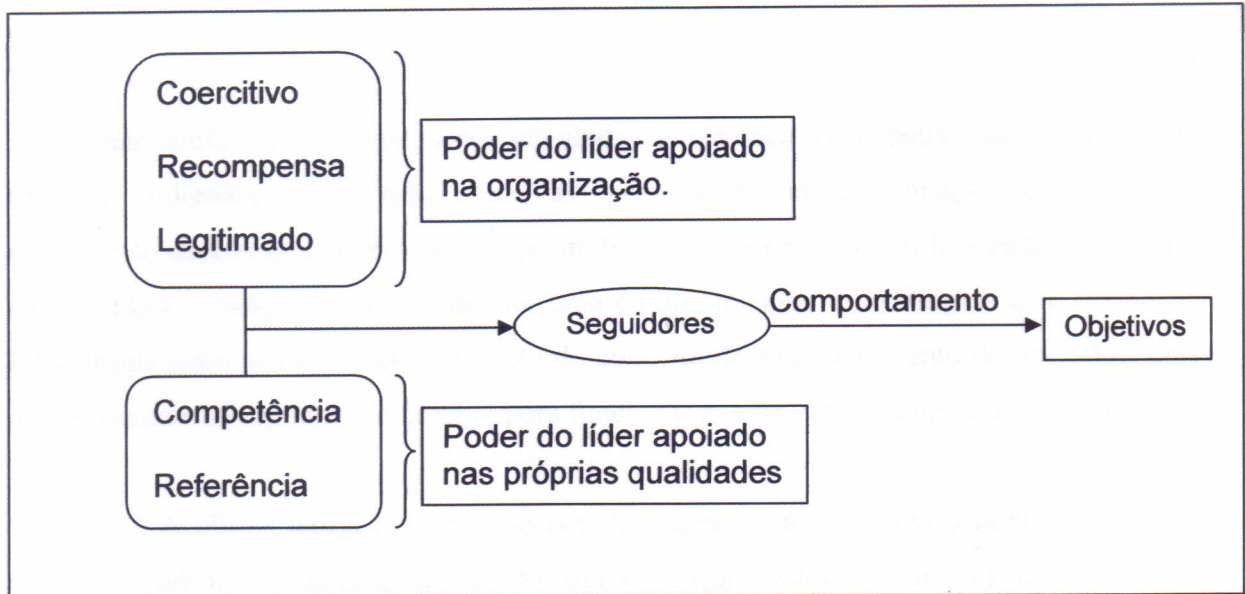 Coercitivo
Recompensa
Legitimado
Poder do líder apoiado
na organização.
Seguidores
Comportamento
Objetivos
Competência
Referência
Poder do líder apoiado
nas próprias qualidades